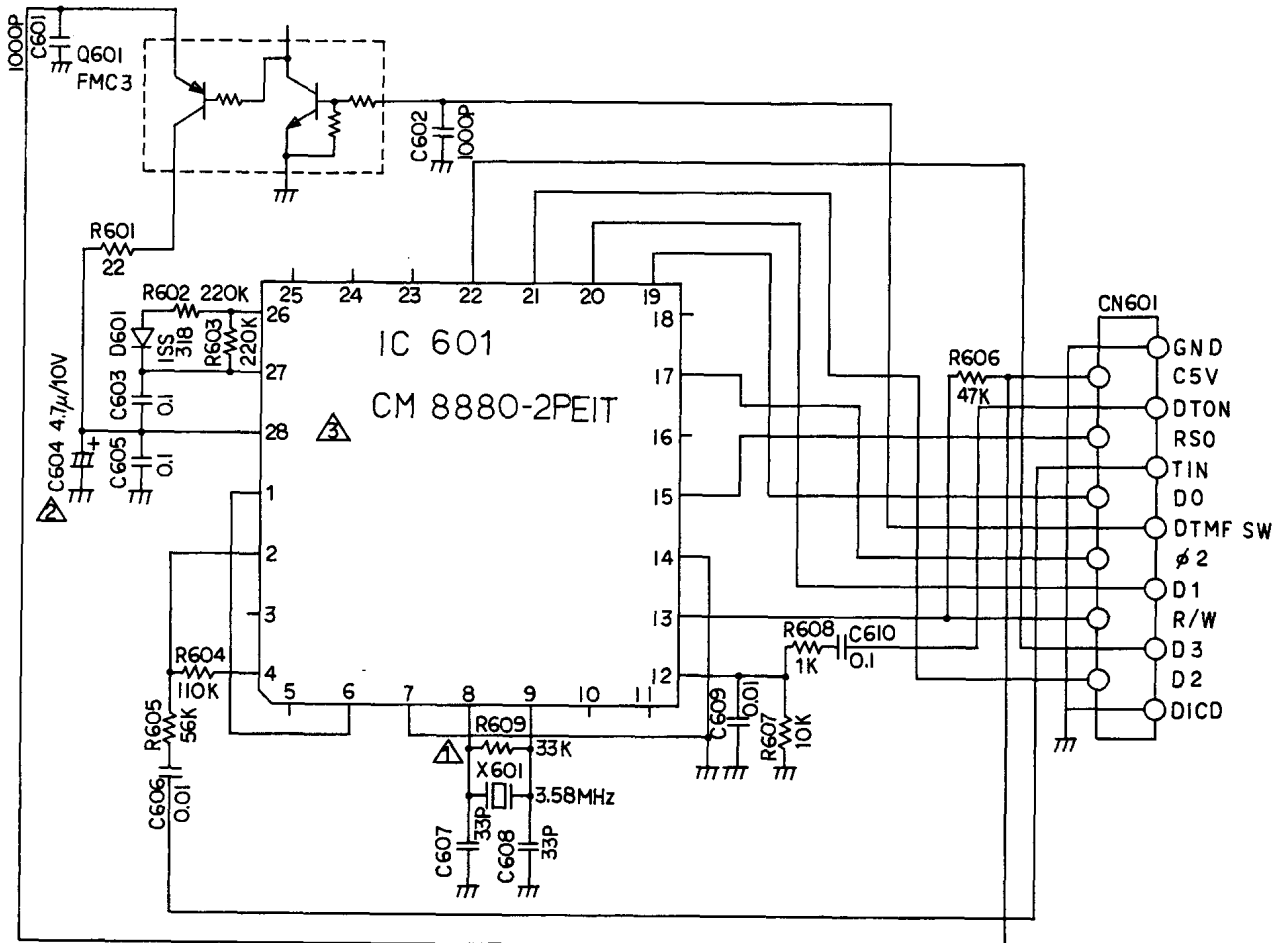 1000P
C601
Q601
FMC3
C602
1000P
R601
22
R602 220K
D601
1SS
318
R603
220K
C603
0.1
C604 4.7μ/10V
+
C605
0.1
2
25 24 23 22 21 20 19
26
27
28
1
2
3
4
5 6 7 8 9 10 11
18
17
16
15
14
13
12
IC 601
CM 8880-2PEIT
3
R604
110K
R605
56K
C606
0.01
1
R609
33K
X601
3.58MHz
C607
33P
C608
33P
C609
0.01
R607
10K
R608
1K
C610
0.1
R606
47K
CN601
GND
C5V
DTON
RS0
TIN
D0
DTMF SW
ϕ2
D1
R/W
D3
D2
DICD